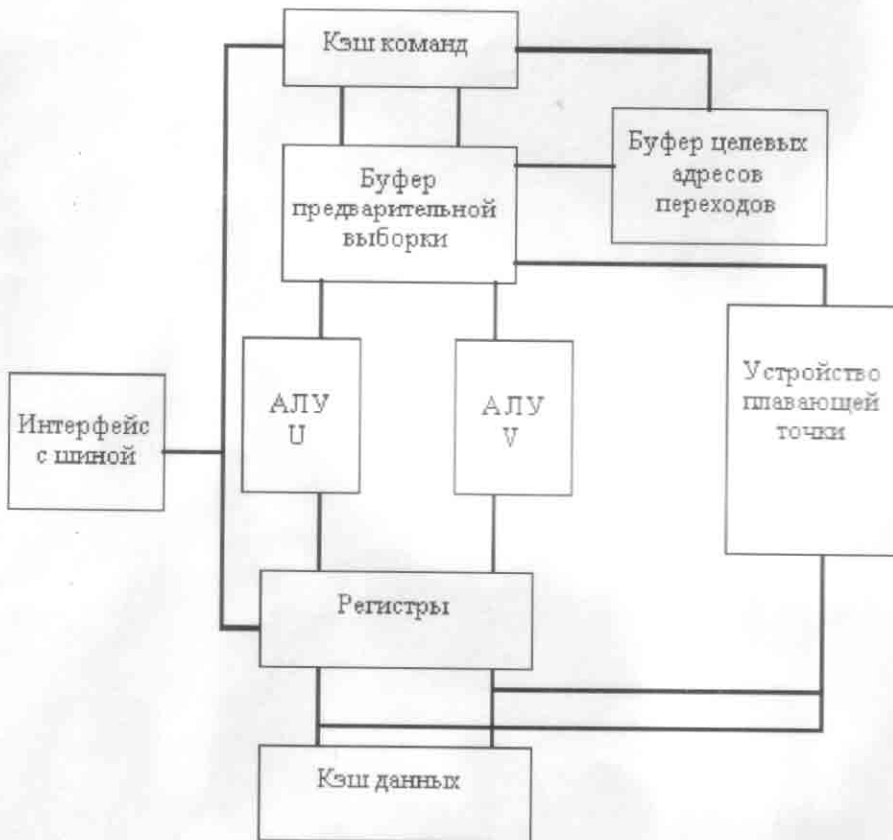 Кэш команд
Буфер целевых
адресов
переходов
Буфер
предварительной
выборки
Интерфейс
с шиной
АЛУ
U
АЛУ
V
Устройство
плавающей
точки
Регистры
Кэш данных